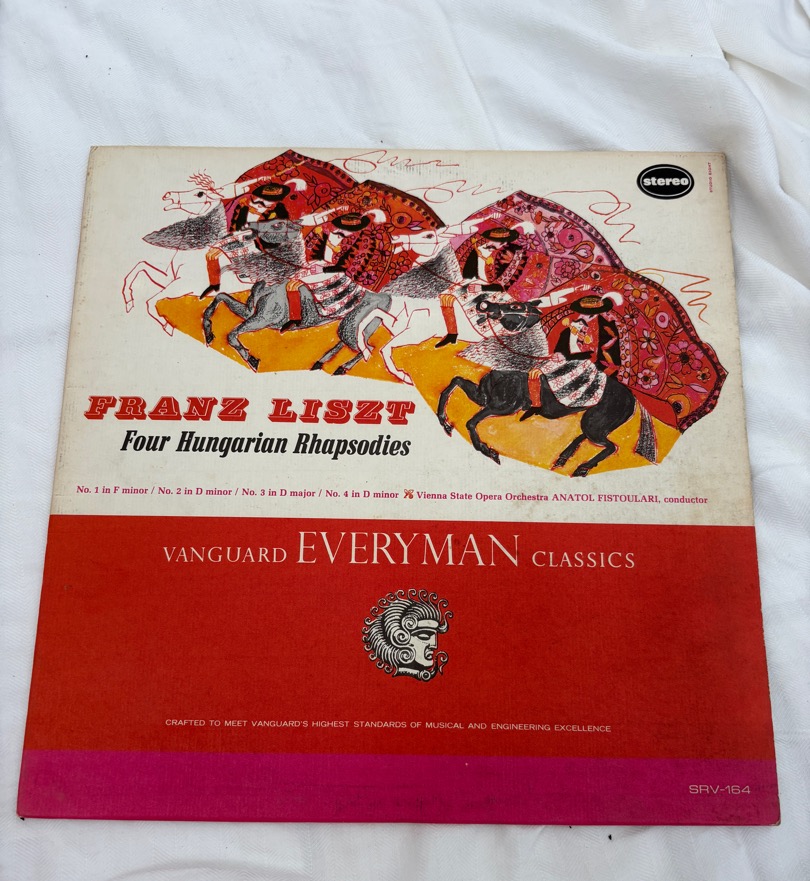 stereo
FRANZ LISZT
Four Hungarian Rhapsodies
No. 1 in F minor / No. 2 in D minor / No. 3 in D major / No. 4 in D minor Vienna State Opera Orchestra ANATOL FISTOULARI, conductor
VANGUARD EVERYMAN CLASSICS
CRAFTED TO MEET VANGUARD'S HIGHEST STANDARDS OF MUSICAL AND ENGINEERING EXCELLENCE
SRV-164